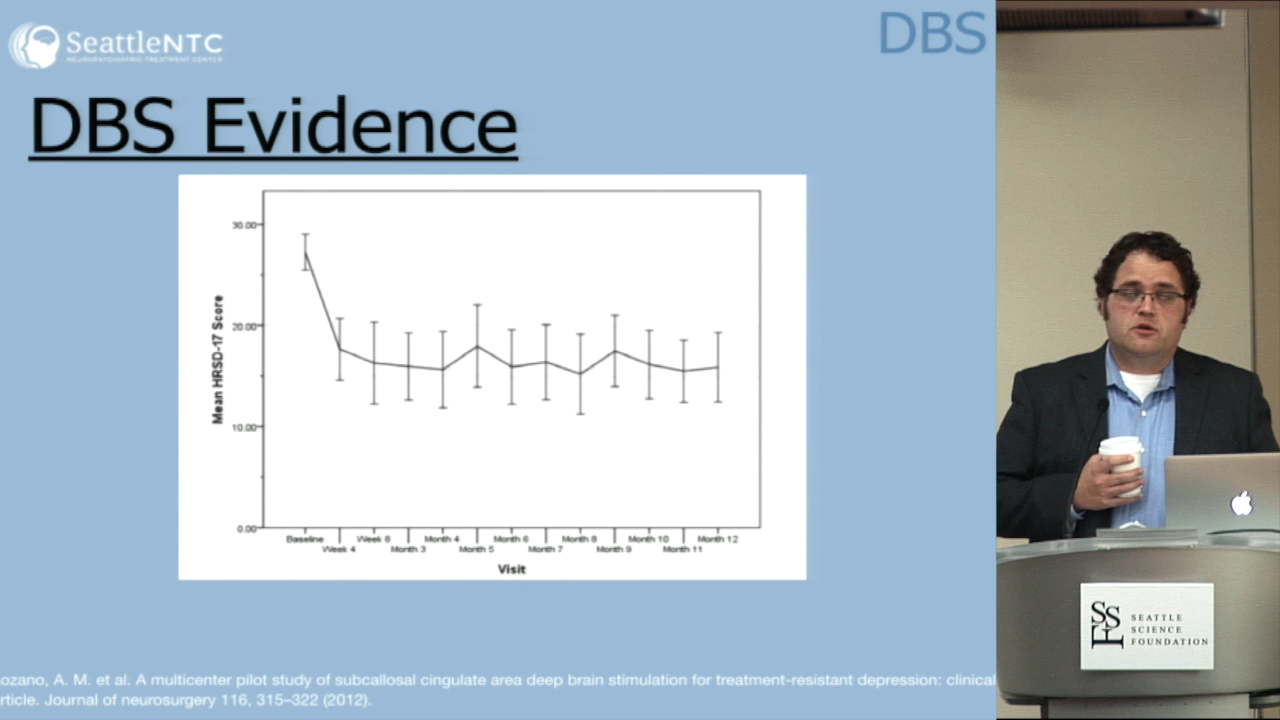 SeattleNTC
NEUROPSYCHIATRIC TREATMENT CENTER
DBS
DBS Evidence
30.00
20.00
10.00
0.00
Mean HRSD-17 Score
Baseline
Week 4
Week 8
Month 3
Month 4
Month 5
Month 6
Month 7
Month 8
Month 9
Month 10
Month 11
Month 12
Visit
ozano, A. M. et al. A multicenter pilot study of subcallosal cingulate area deep brain stimulation for treatment-resistant depression: clinical
rticle. Journal of neurosurgery 116, 315–322 (2012).
SSF
SEATTLE
SCIENCE
FOUNDATION